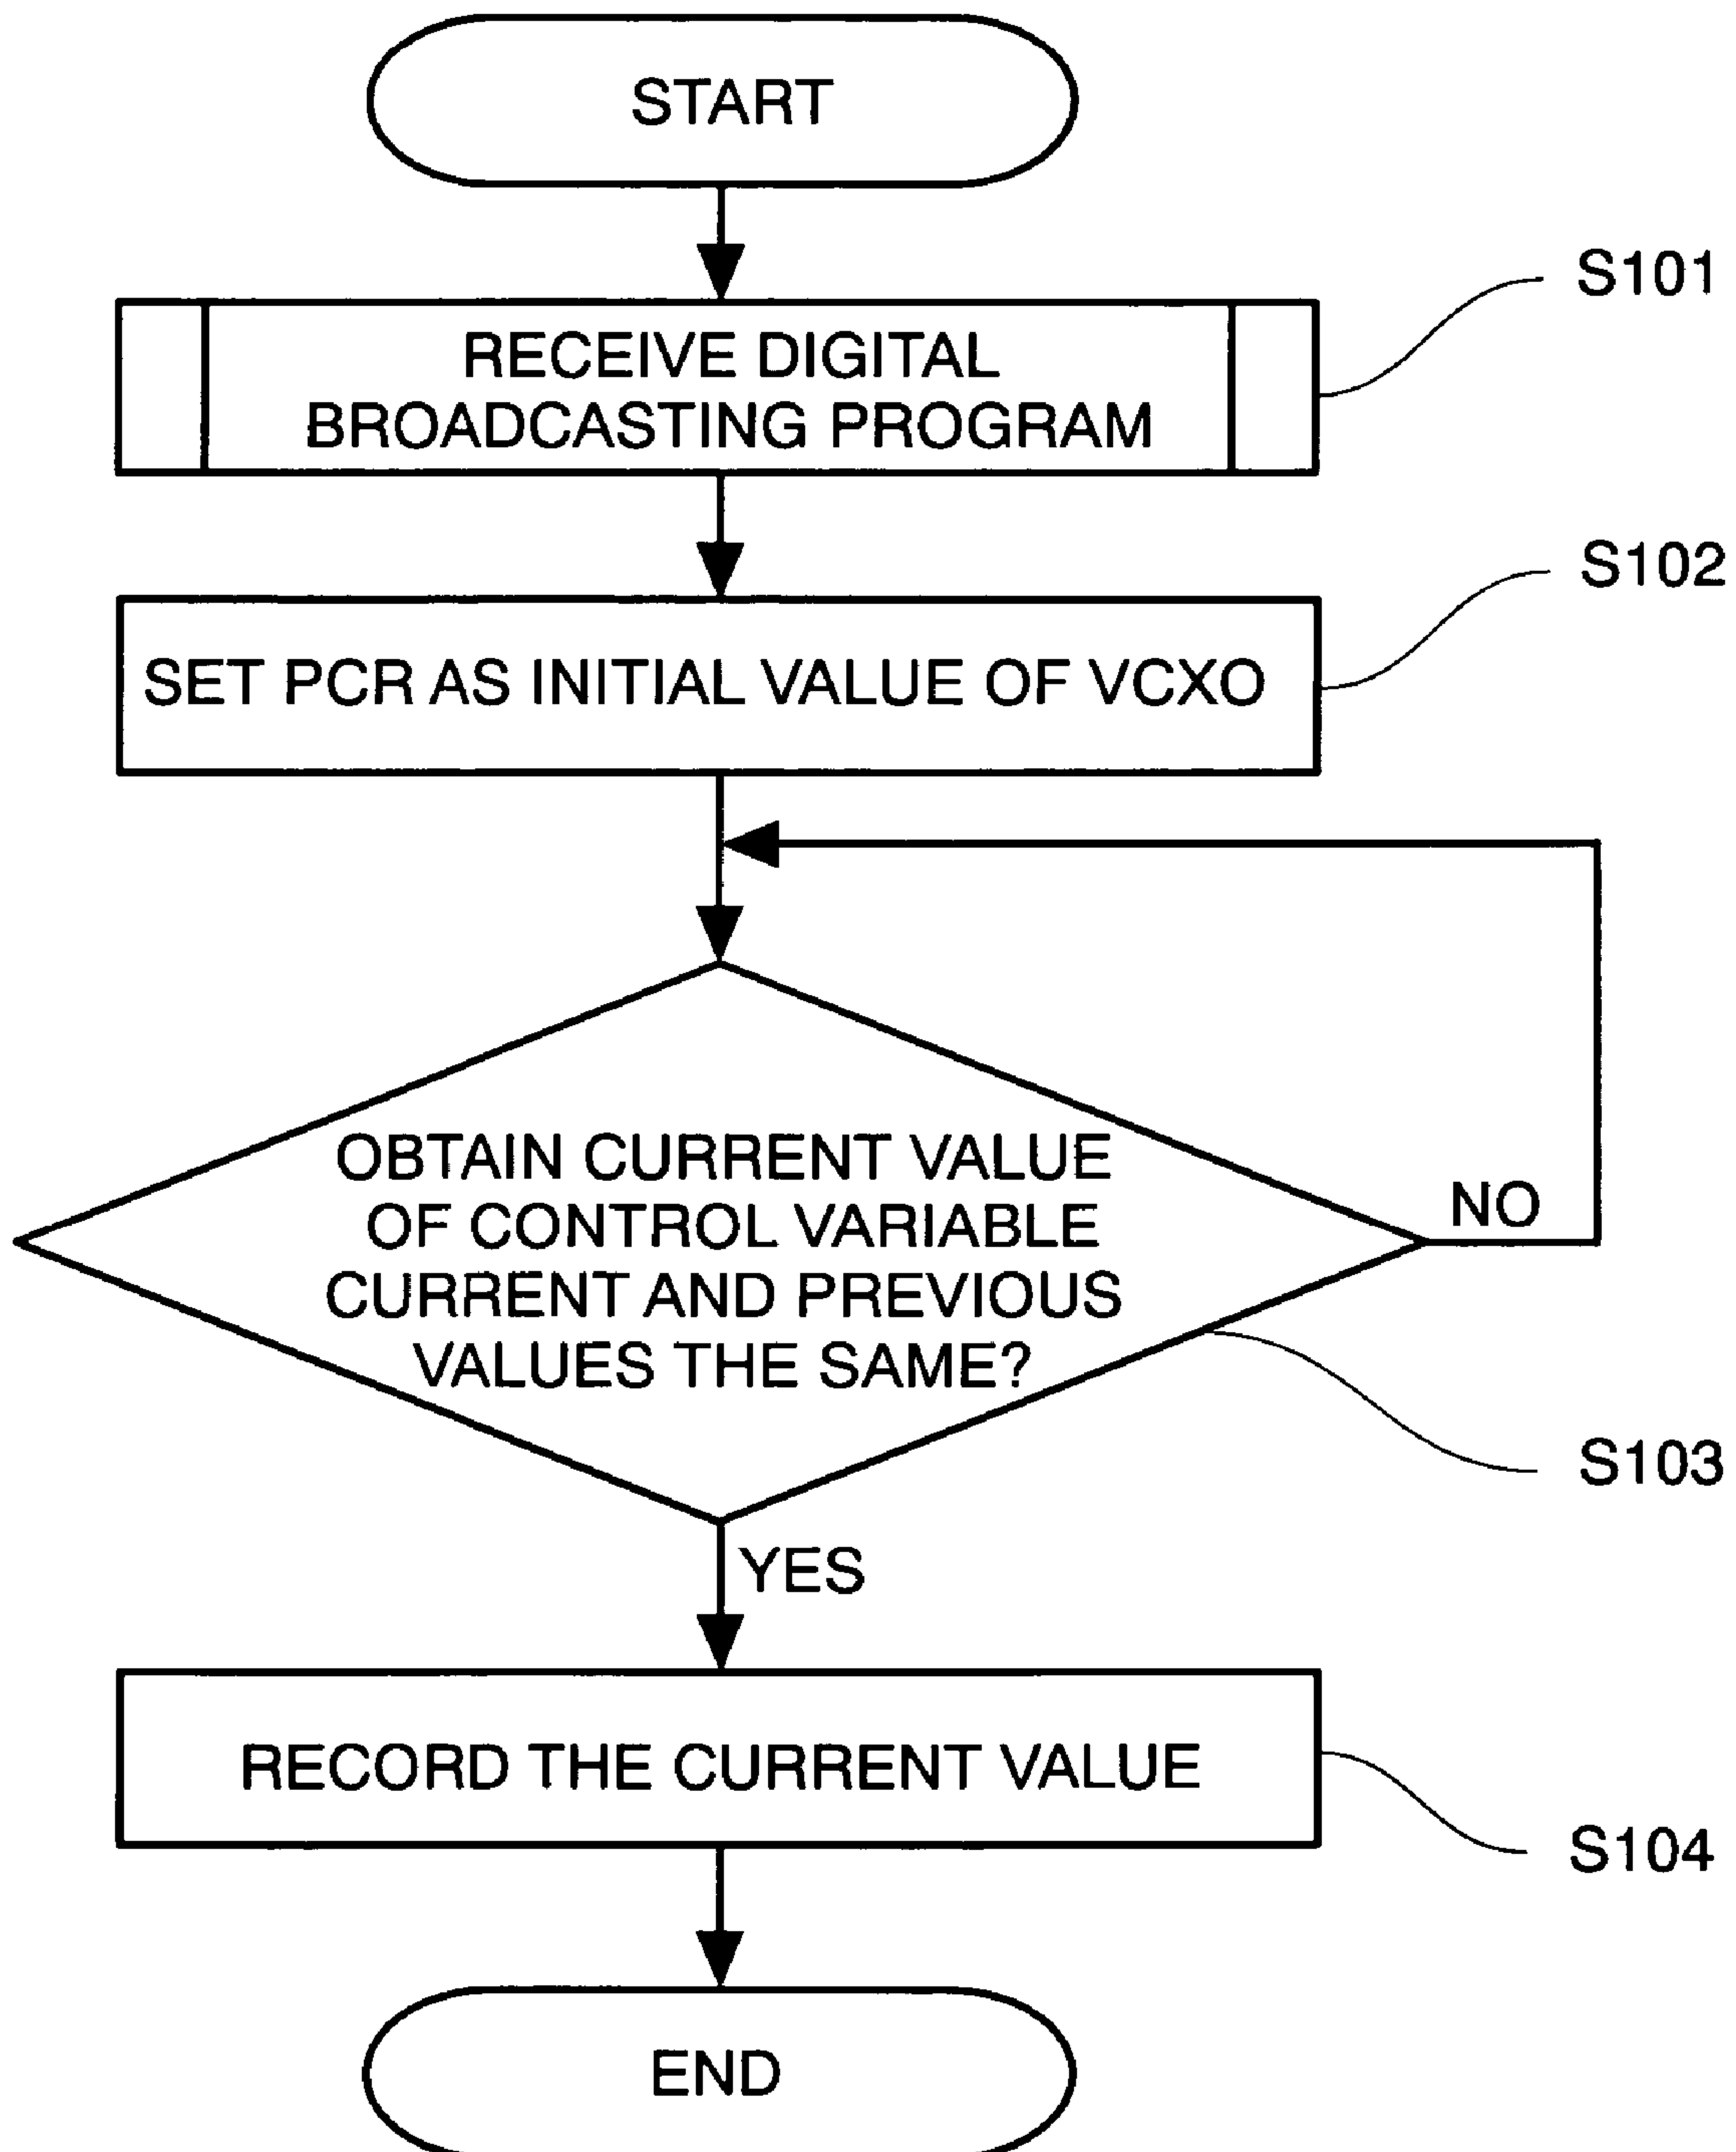 START
S101
RECEIVE DIGITAL
BROADCASTING PROGRAM
S102
SET PCR AS INITIAL VALUE OF VCXO
OBTAIN CURRENT VALUE
OF CONTROL VARIABLE
CURRENT AND PREVIOUS
VALUES THE SAME?
NO
S103
YES
RECORD THE CURRENT VALUE
S104
END